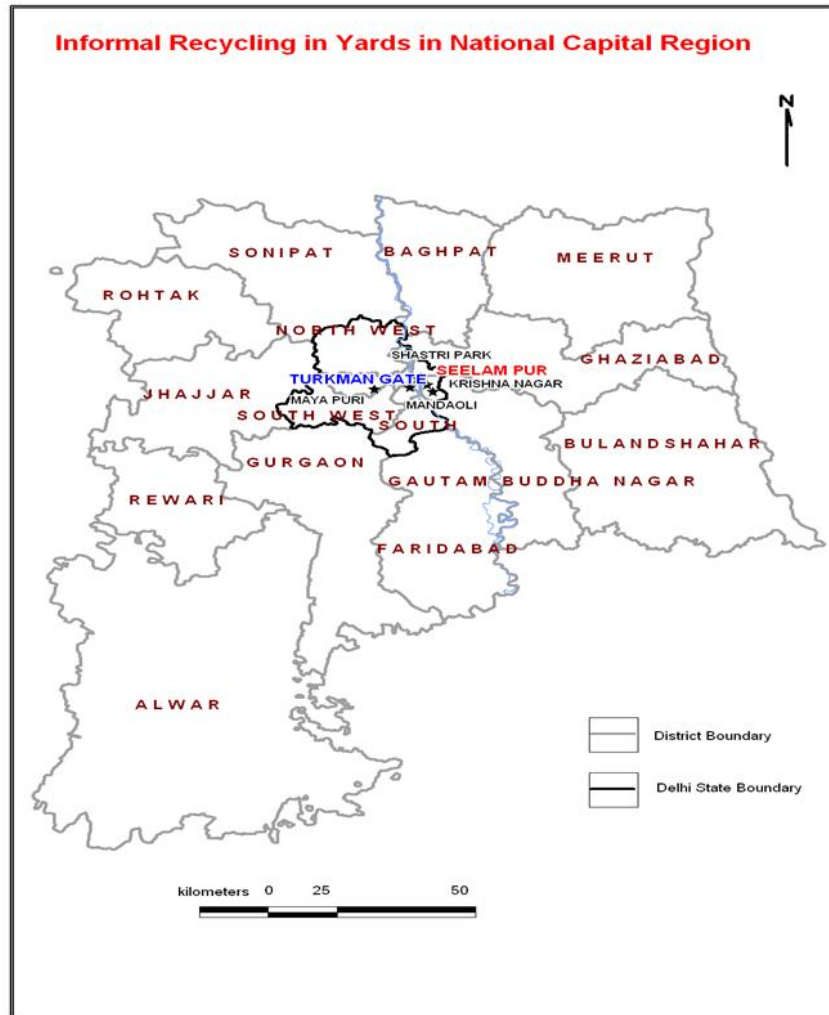 Informal Recycling in Yards in National Capital Region
N
SONIPAT
BAGHPAT
MEERUT
ROHTAK
NORTH WEST
SHASTRI PARK
GHAZIABAD
SEELAM PUR
TURKMAN GATE
KRISHNA NAGAR
JHAJJAR
MAYA PURI
MANDAOLI
SOUTH WEST
SOUTH
BULANDSHAHAR
GURGAON
GAUTAM BUDDHA NAGAR
REWARI
FARIDABAD
ALWAR
District Boundary
Delhi State Boundary
kilometers 0 25 50